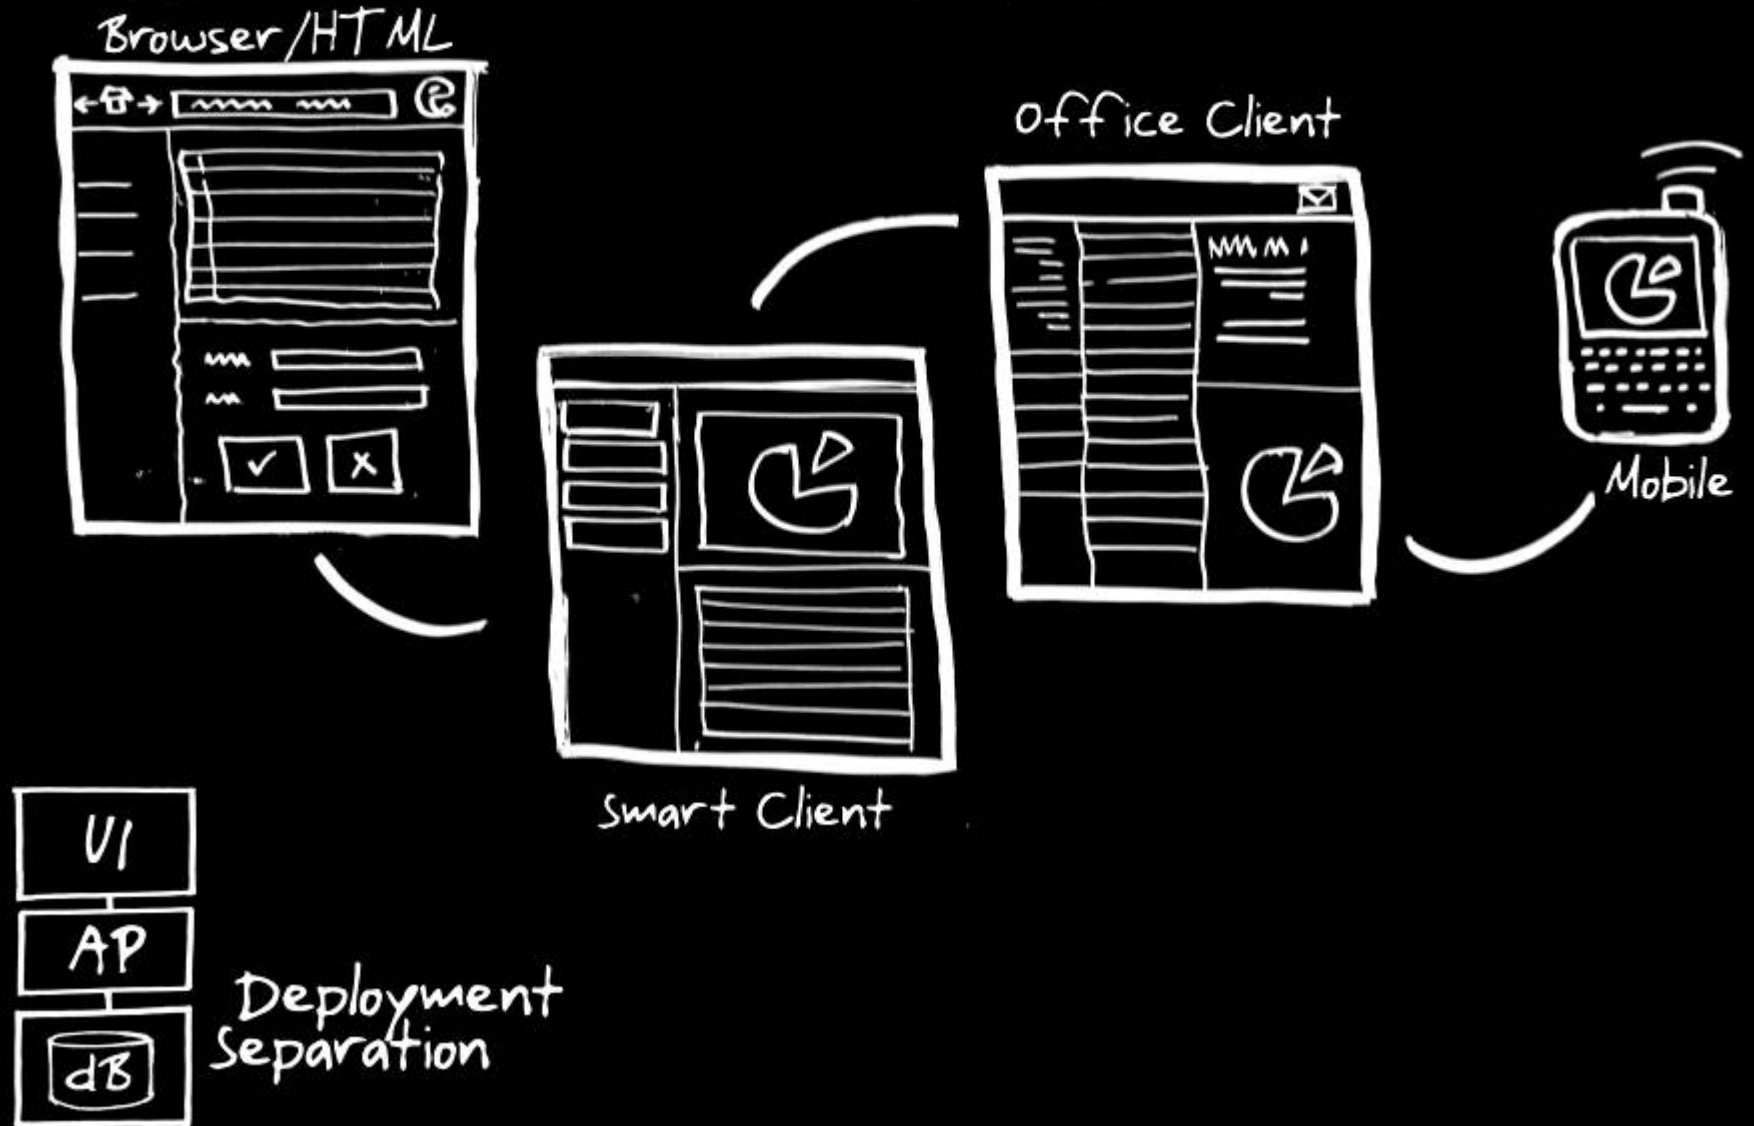 Browser/HTML
Office Client
Mobile
Smart Client
UI
AP
dB
Deployment
Separation